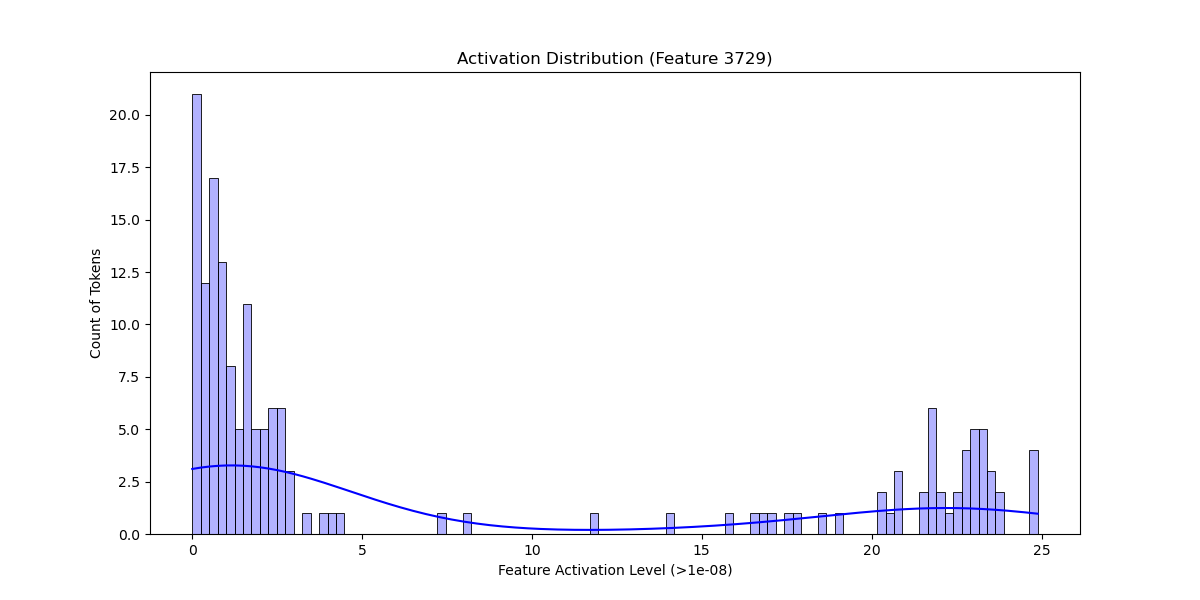 Activation Distribution (Feature 3729)
20.0
17.5
15.0
12.5
10.0
7.5
5.0
2.5
0.0
Count of Tokens
0 5 10 15 20 25
Feature Activation Level (>1e-08)